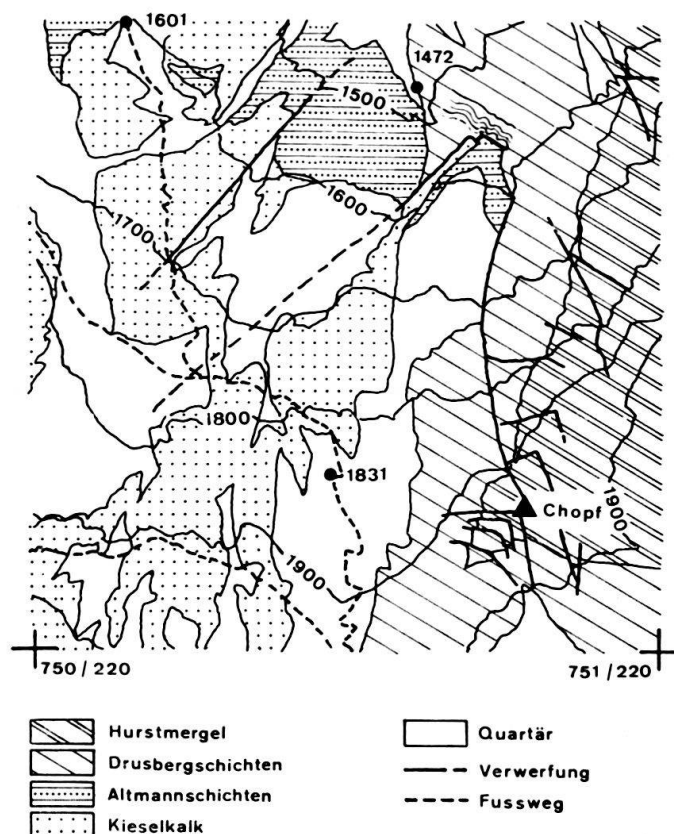 1601
1472
1500
1600
1700
1800
1831
Chopf
1900
1900
750 / 220
751 / 220
Hurstmergel
Drusbergschichten
Altmannschichten
Kieselkalk
Quartär
Verwerfung
Fussweg